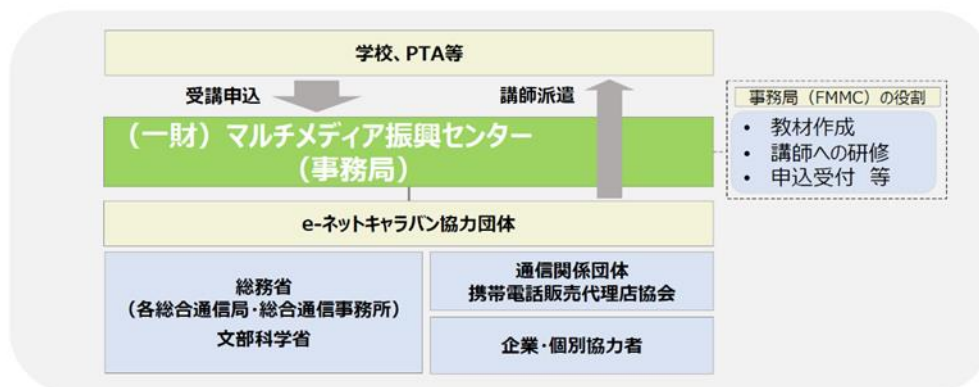 学校、PTA等
受講申込
講師派遣
（一財）マルチメディア振興センター
（事務局）
事務局（FMMC）の役割
• 教材作成
• 講師への研修
• 申込受付 等
e-ネットキャラバン協力団体
総務省
（各総合通信局・総合通信事務所）
文部科学省
通信関係団体
携帯電話販売代理店協会
企業・個別協力者